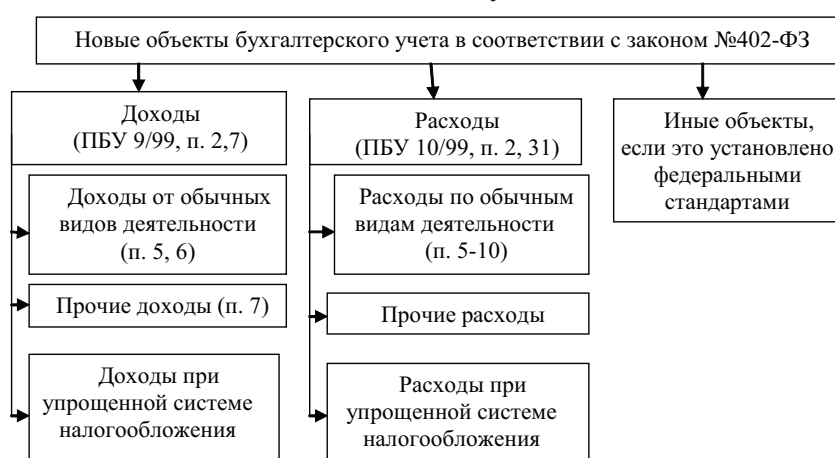 Новые объекты бухгалтерского учета в соответствии с законом №402-ФЗ
Доходы
(ПБУ 9/99, п. 2,7)
Доходы от обычных
видов деятельности
(п. 5, 6)
Прочие доходы (п. 7)
Доходы при
упрощенной системе
налогообложения
Расходы
(ПБУ 10/99, п. 2, 31)
Расходы по обычным
видам деятельности
(п. 5-10)
Прочие расходы
Расходы при
упрощенной системе
налогообложения
Иные объекты,
если это установлено
федеральными
стандартами